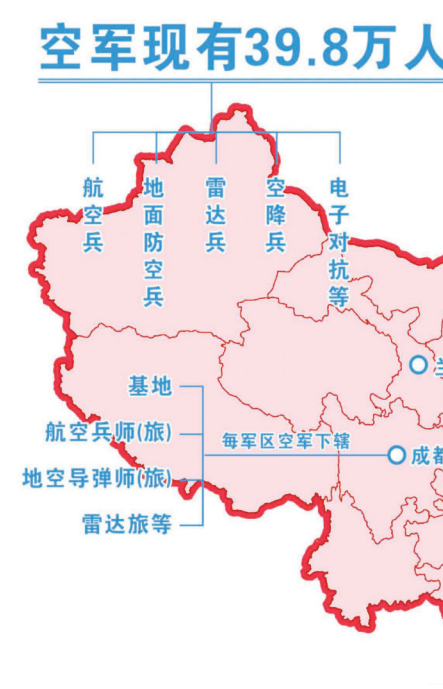 空军现有39.8万人
航空兵
地面防空兵
雷达兵
空降兵
电子对抗等
基地
航空兵师(旅)
每军区空军下辖
成都
地空导弹师(旅)
雷达旅等